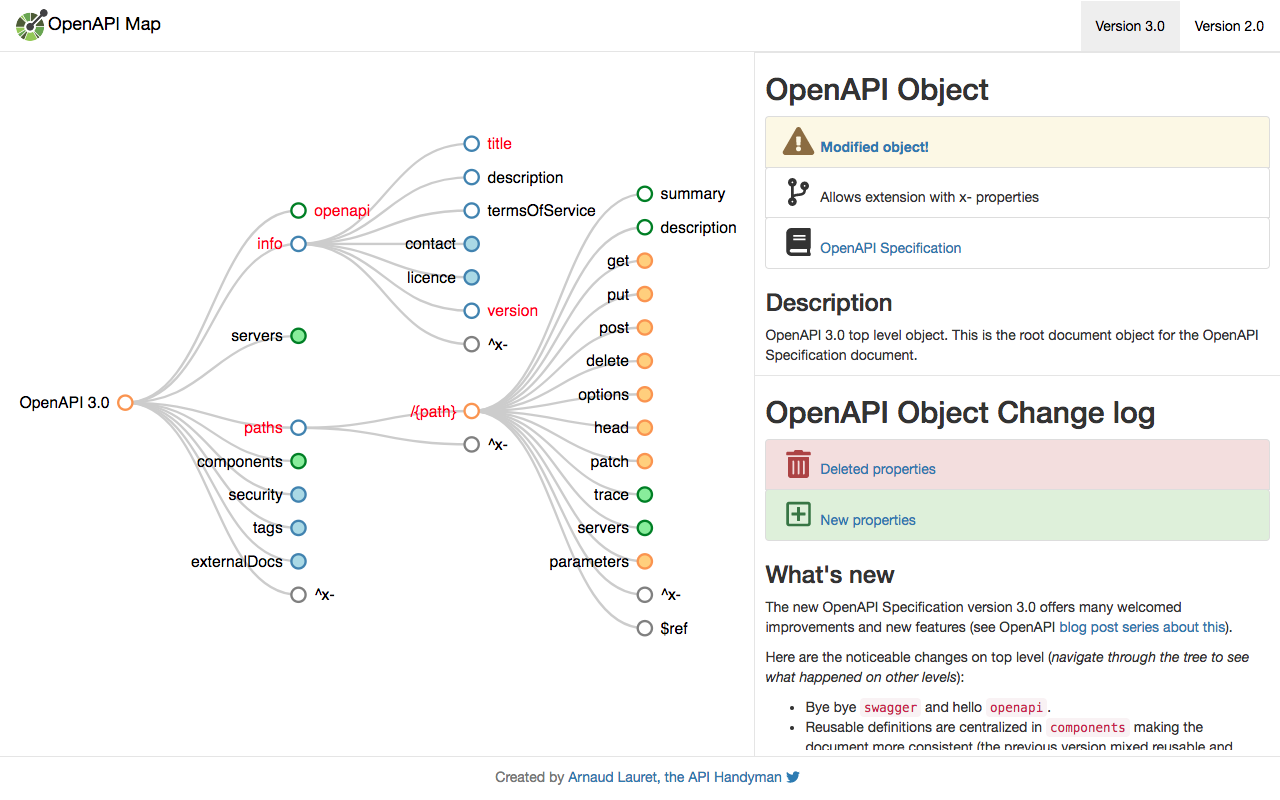 OpenAPI Map
Version 3.0
Version 2.0
OpenAPI 3.0
openapi
info
servers
paths
components
security
tags
externalDocs
^x-
title
description
termsOfService
contact
licence
version
^x-
/{path}
^x-
summary
description
get
put
post
delete
options
head
patch
trace
servers
parameters
^x-
$ref
OpenAPI Object
Modified object!
Allows extension with x- properties
OpenAPI Specification
Description
OpenAPI 3.0 top level object. This is the root document object for the OpenAPI
Specification document.
OpenAPI Object Change log
Deleted properties
New properties
What's new
The new OpenAPI Specification version 3.0 offers many welcomed
improvements and new features (see OpenAPI blog post series about this).
Here are the noticeable changes on top level (navigate through the tree to see
what happened on other levels):
• Bye bye swagger and hello openapi.
• Reusable definitions are centralized in components making the
document more consistent (the previous version mixed reusable and
Created by Arnaud Lauret, the API Handyman